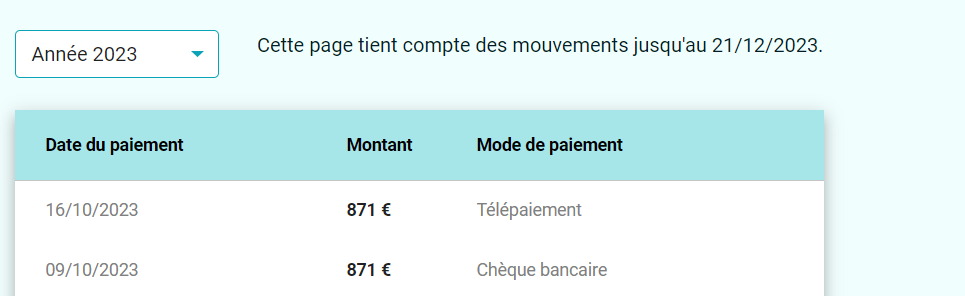 Année 2023
Cette page tient compte des mouvements jusqu'au 21/12/2023.
Date du paiement Montant Mode de paiement
16/10/2023 871 € Télépaiement
09/10/2023 871 € Chèque bancaire